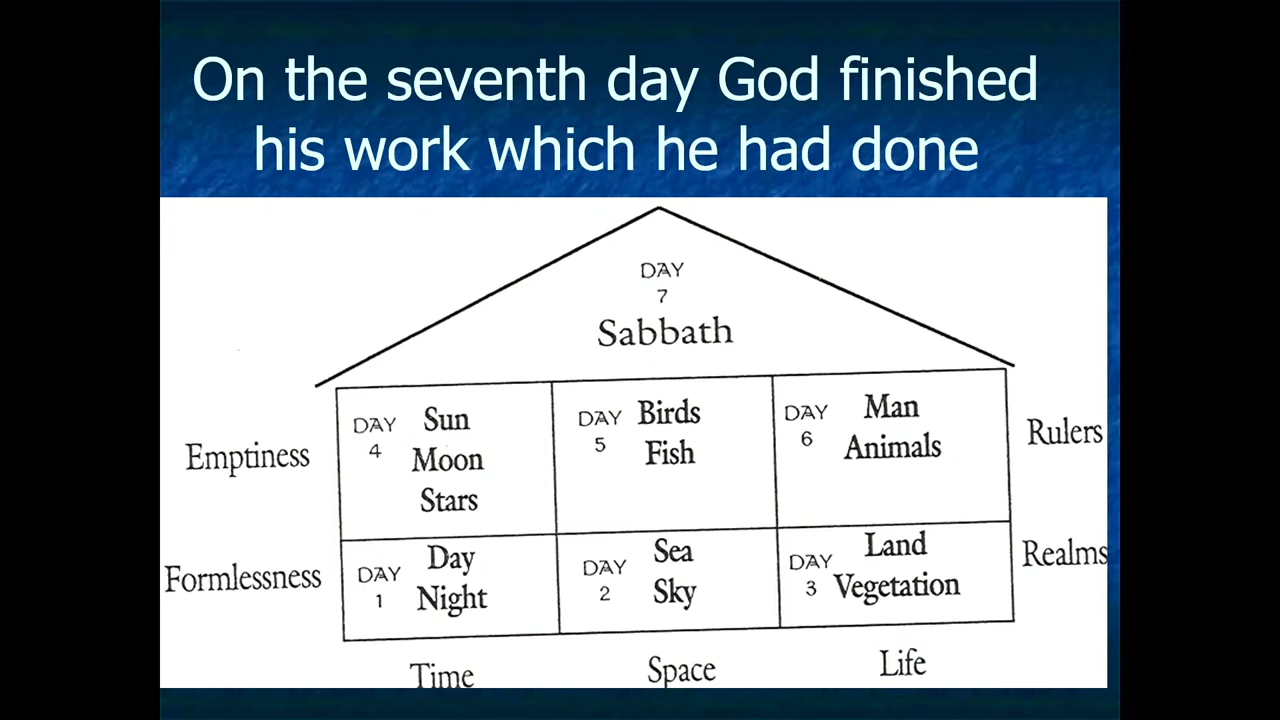 On the seventh day God finished
his work which he had done
DAY
7
Sabbath
Emptiness
DAY
4
Sun
Moon
Stars
DAY
5
Birds
Fish
DAY
6
Man
Animals
Rulers
Formlessness
DAY
1
Day
Night
DAY
2
Sea
Sky
DAY
3
Land
Vegetation
Realms
Time
Space
Life